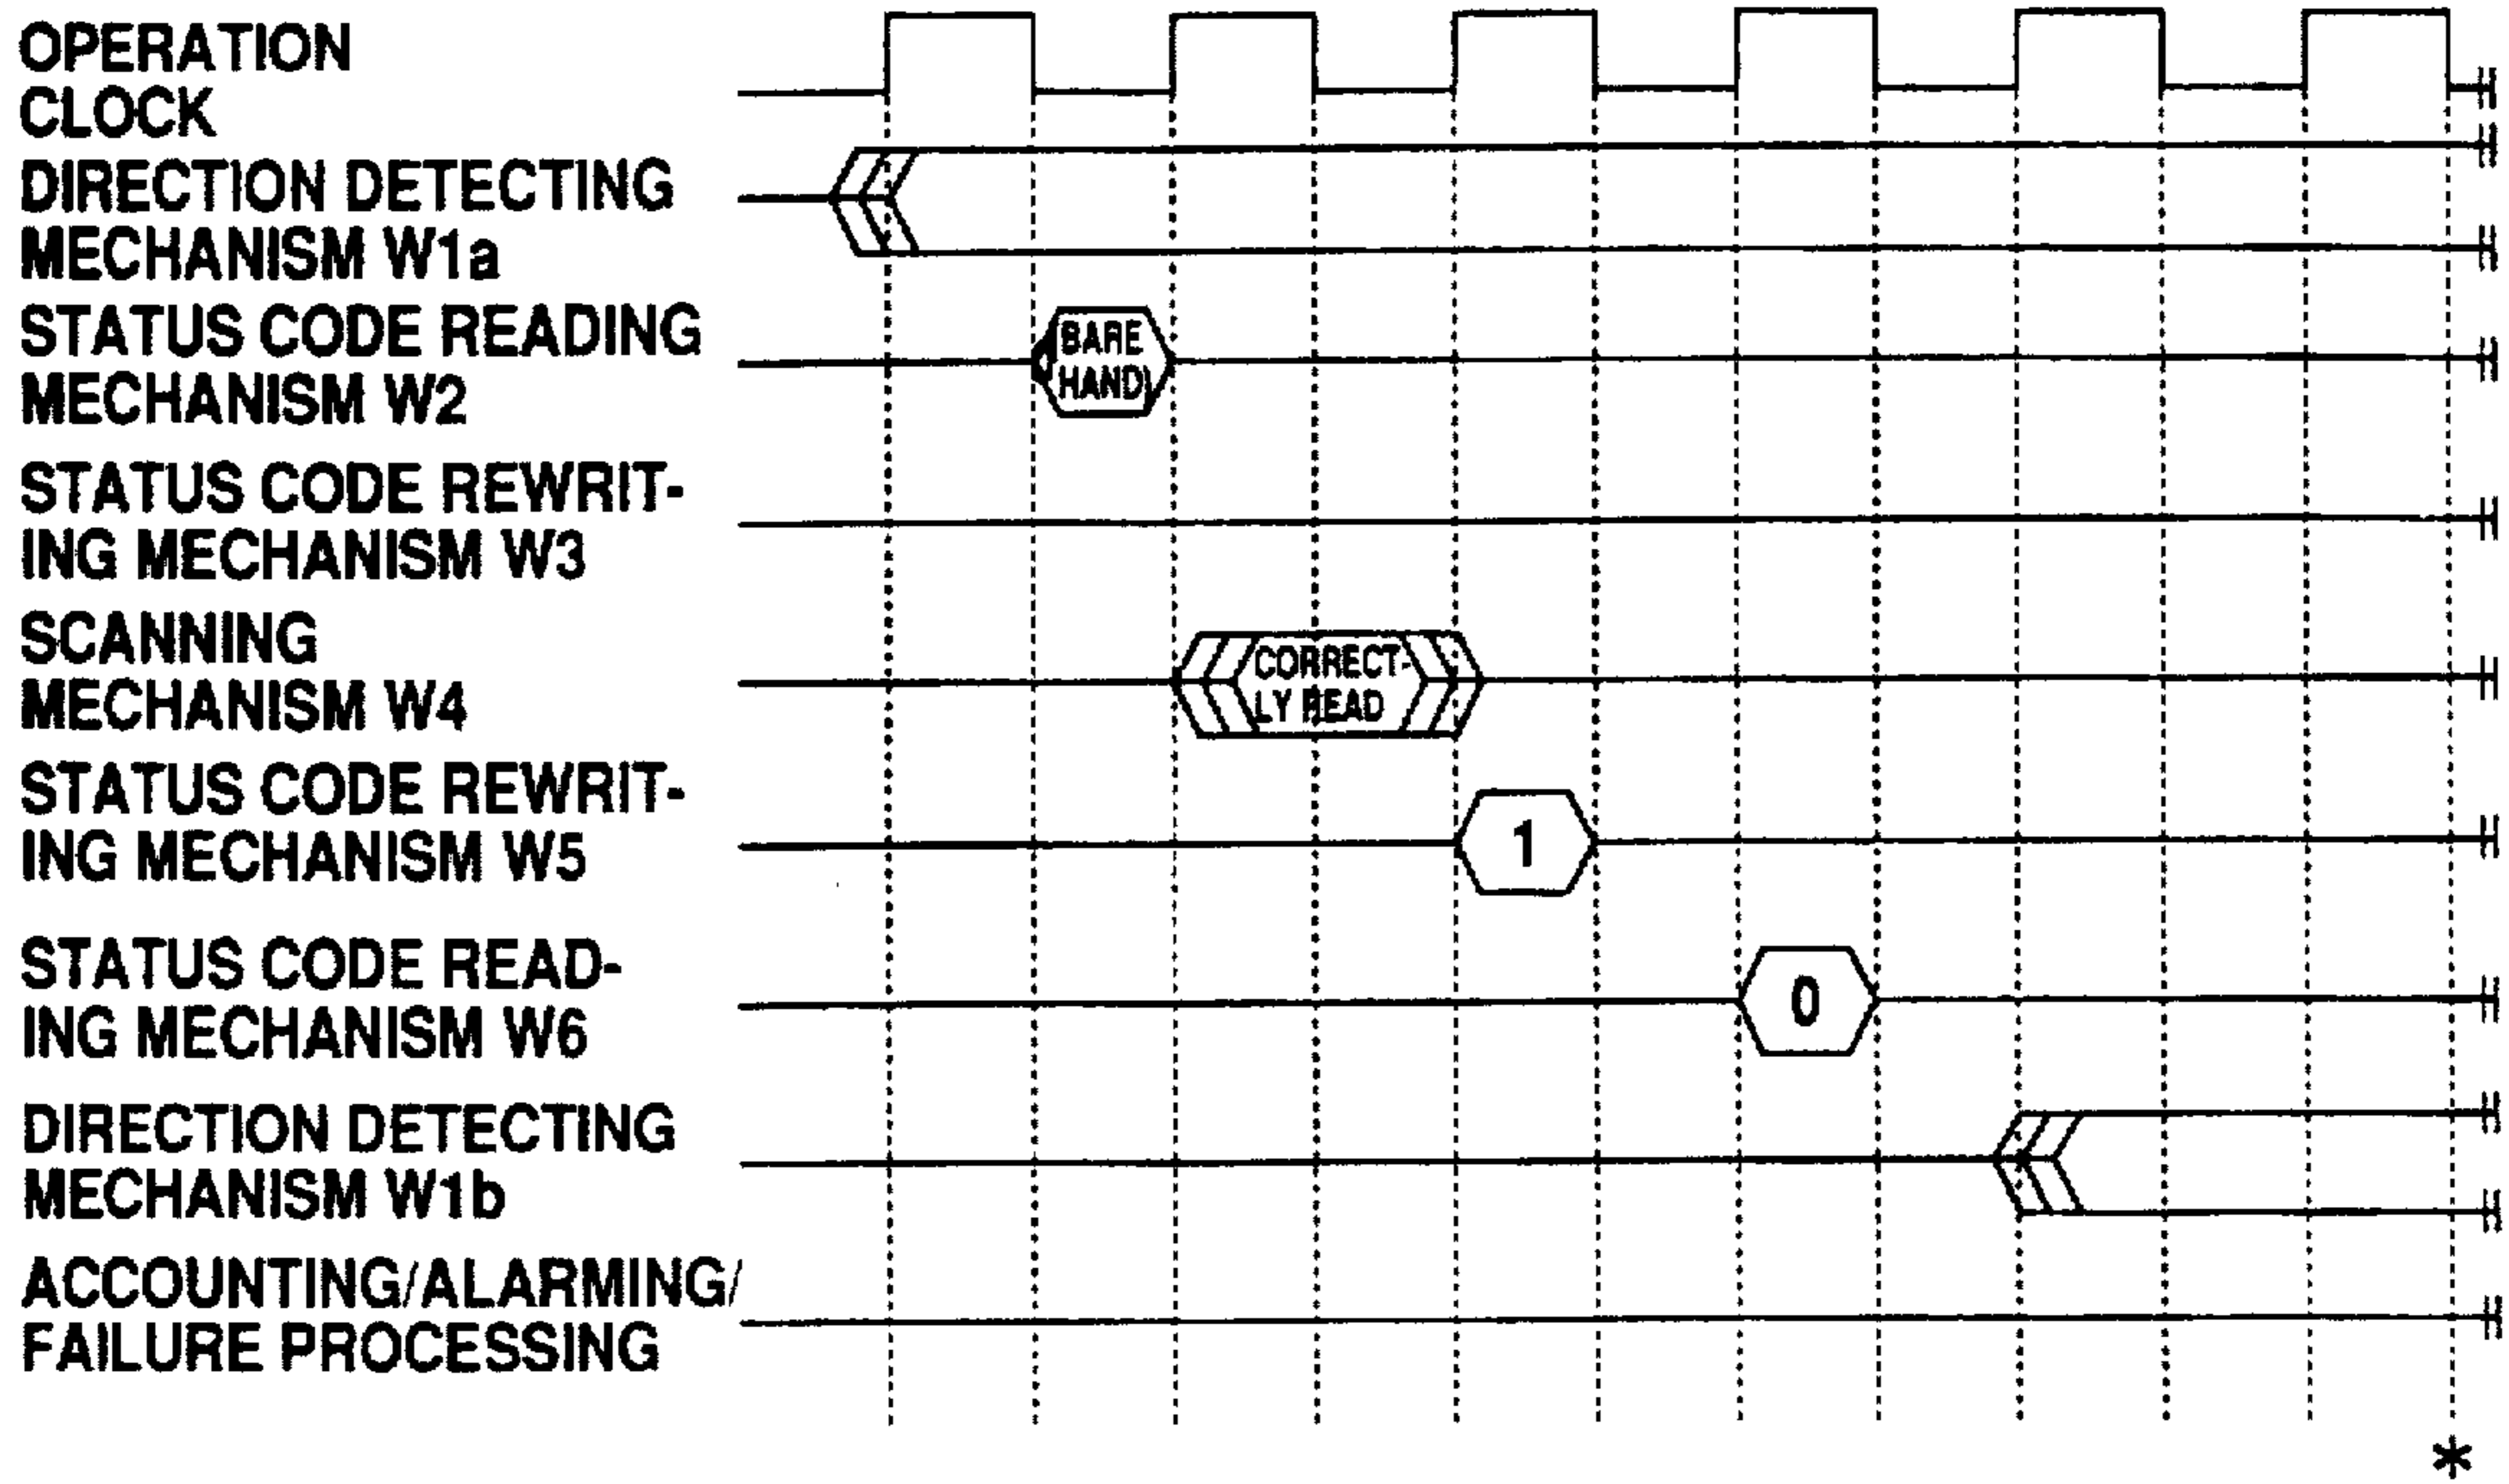 OPERATION
CLOCK
DIRECTION DETECTING
MECHANISM W1a
STATUS CODE READING
MECHANISM W2
BARE
HAND
STATUS CODE REWRIT-
ING MECHANISM W3
SCANNING
MECHANISM W4
CORRECT-
LY READ
STATUS CODE REWRIT-
ING MECHANISM W5
1
STATUS CODE READ-
ING MECHANISM W6
0
DIRECTION DETECTING
MECHANISM W1b
ACCOUNTING/ALARMING/
FAILURE PROCESSING
*